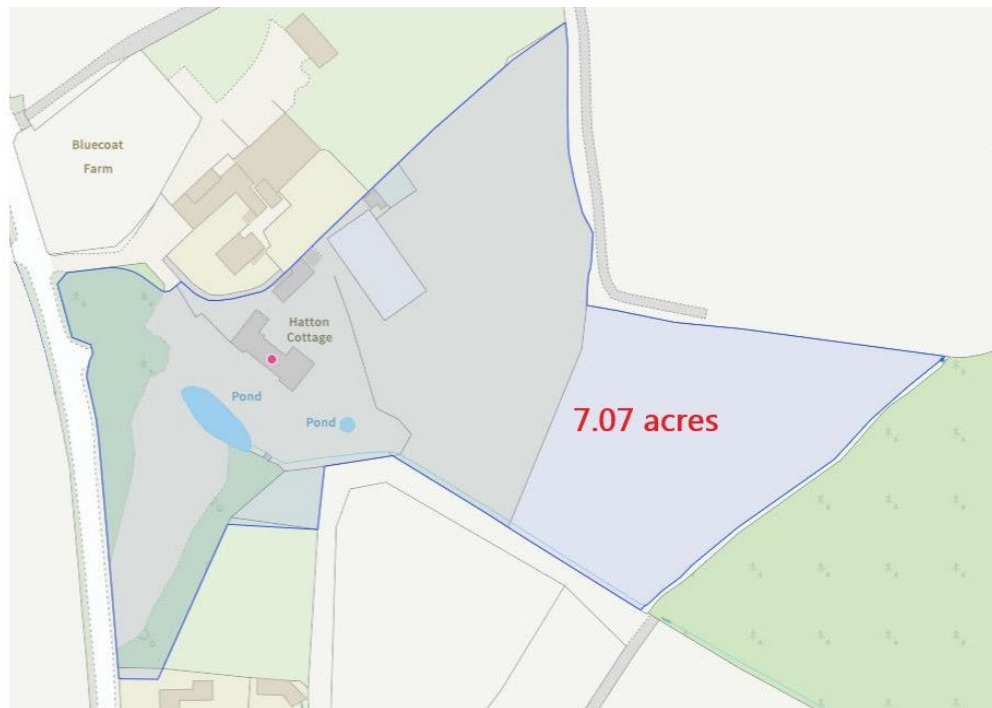 Bluecoat
Farm
Hatton
Cottage
Pond
Pond
7.07 acres